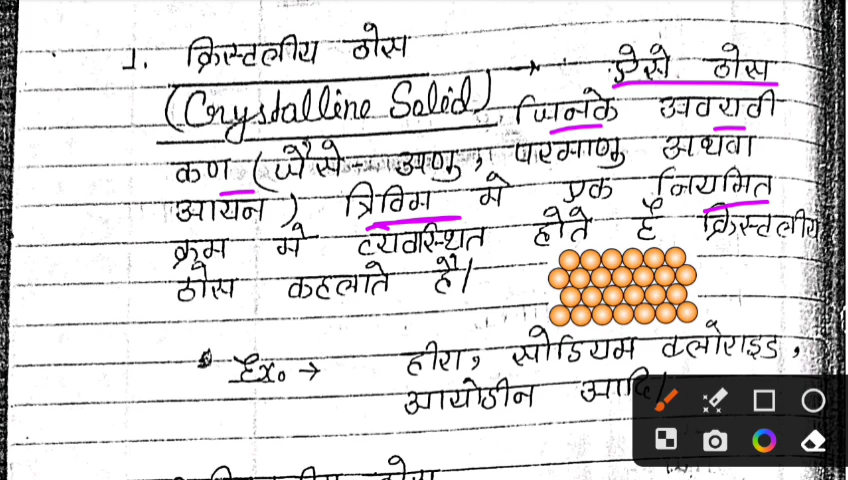 1. क्रिस्टलीय ठोस
(Crystalline Solid) → ऐसे ठोस
जिनके अवयवी
कण (जैसे- अणु, परमाणु अथवा
आयन) त्रिविम मे एक नियमित
क्रम मे व्यवस्थित होते है क्रिस्टलीय
ठोस कहलाते है।
Ex. → हीरा, सोडियम क्लोराइड,
आयोडीन आदि।